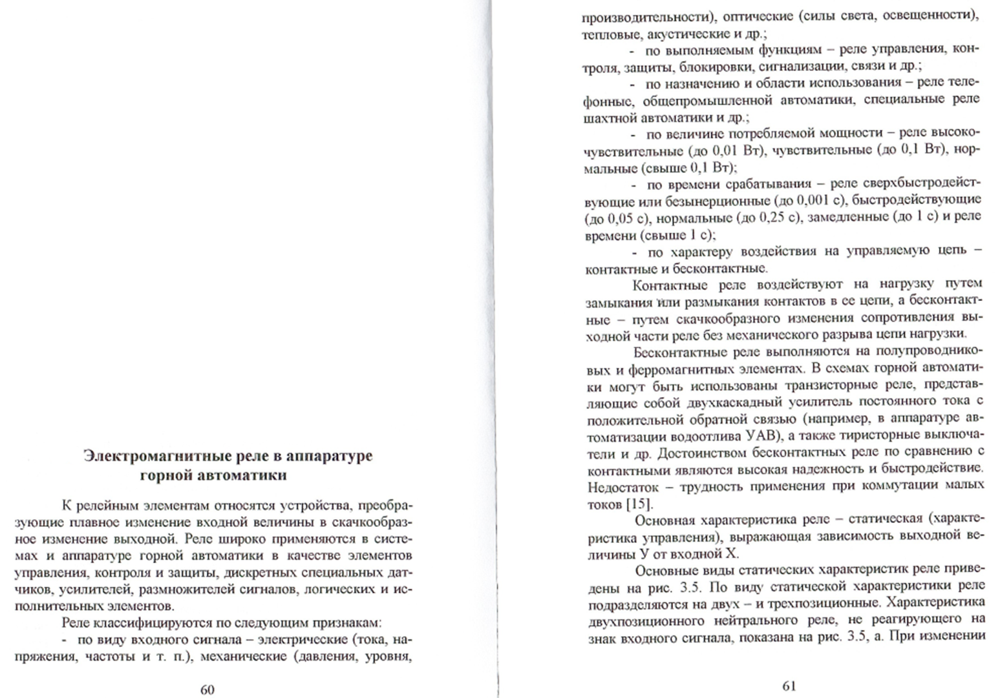 Электромагнитные реле в аппаратуре
горной автоматики
К релейным элементам относятся устройства, преобра-
зующие плавное изменение входной величины в скачкообраз-
ное изменение выходной. Реле широко применяются в систе-
мах и аппаратуре горной автоматики в качестве элементов
управления, контроля и защиты, дискретных специальных дат-
чиков, усилителей, размножителей сигналов, логических и ис-
полнительных элементов.
Реле классифицируются по следующим признакам:
- по виду входного сигнала – электрические (тока, на-
пряжения, частоты и т. п.), механические (давления, уровня,
60
производительности), оптические (силы света, освещенности),
тепловые, акустические и др.;
- по выполняемым функциям – реле управления, кон-
троля, защиты, блокировки, сигнализации, связи и др.;
- по назначению и области использования – реле теле-
фонные, общепромышленной автоматики, специальные реле
шахтной автоматики и др.;
- по величине потребляемой мощности – реле высоко-
чувствительные (до 0,01 Вт), чувствительные (до 0,1 Вт), нор-
мальные (свыше 0,1 Вт);
- по времени срабатывания – реле сверхбыстродейст-
вующие или безынерционные (до 0,001 с), быстродействующие
(до 0,05 с), нормальные (до 0,25 с), замедленные (до 1 с) и реле
времени (свыше 1 с);
- по характеру воздействия на управляемую цепь –
контактные и бесконтактные.
Контактные реле воздействуют на нагрузку путем
замыкания или размыкания контактов в ее цепи, а бесконтакт-
ные – путем скачкообразного изменения сопротивления вы-
ходной части реле без механического разрыва цепи нагрузки.
Бесконтактные реле выполняются на полупроводнико-
вых и ферромагнитных элементах. В схемах горной автомати-
ки могут быть использованы транзисторные реле, представ-
ляющие собой двухкаскадный усилитель постоянного тока с
положительной обратной связью (например, в аппаратуре ав-
томатизации водоотлива УАВ), а также тиристорные выключа-
тели и др. Достоинством бесконтактных реле по сравнению с
контактными являются высокая надежность и быстродействие.
Недостаток – трудность применения при коммутации малых
токов [15].
Основная характеристика реле – статическая (характе-
ристика управления), выражающая зависимость выходной ве-
личины У от входной Х.
Основные виды статических характеристик реле приве-
дены на рис. 3.5. По виду статической характеристики реле
подразделяются на двух – и трехпозиционные. Характеристика
двухпозиционного нейтрального реле, не реагирующего на
знак входного сигнала, показана на рис. 3.5, а. При изменении
61